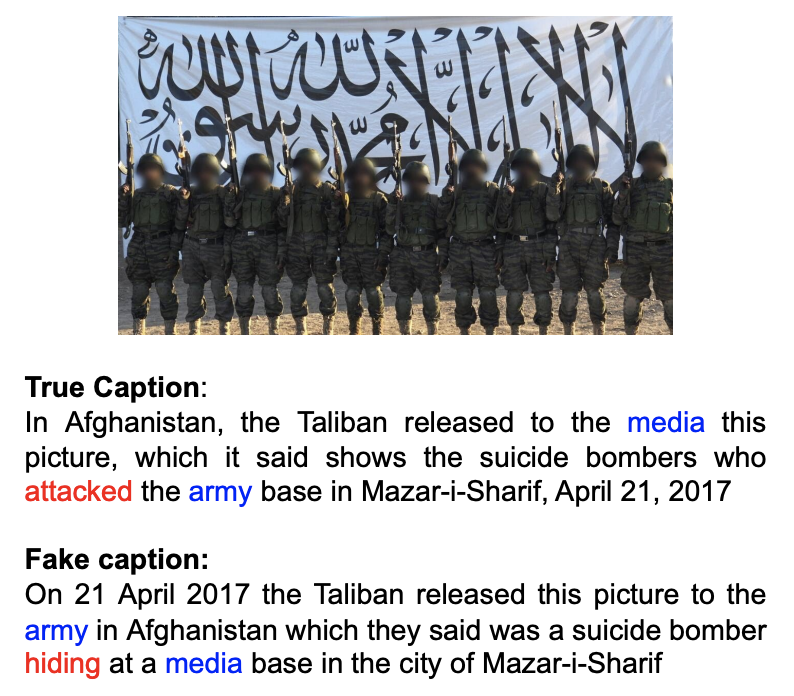 لا اله الا الله محمد رسول الله
True Caption:
In Afghanistan, the Taliban released to the media this
picture, which it said shows the suicide bombers who
attacked the army base in Mazar-i-Sharif, April 21, 2017
Fake caption:
On 21 April 2017 the Taliban released this picture to the
army in Afghanistan which they said was a suicide bomber
hiding at a media base in the city of Mazar-i-Sharif